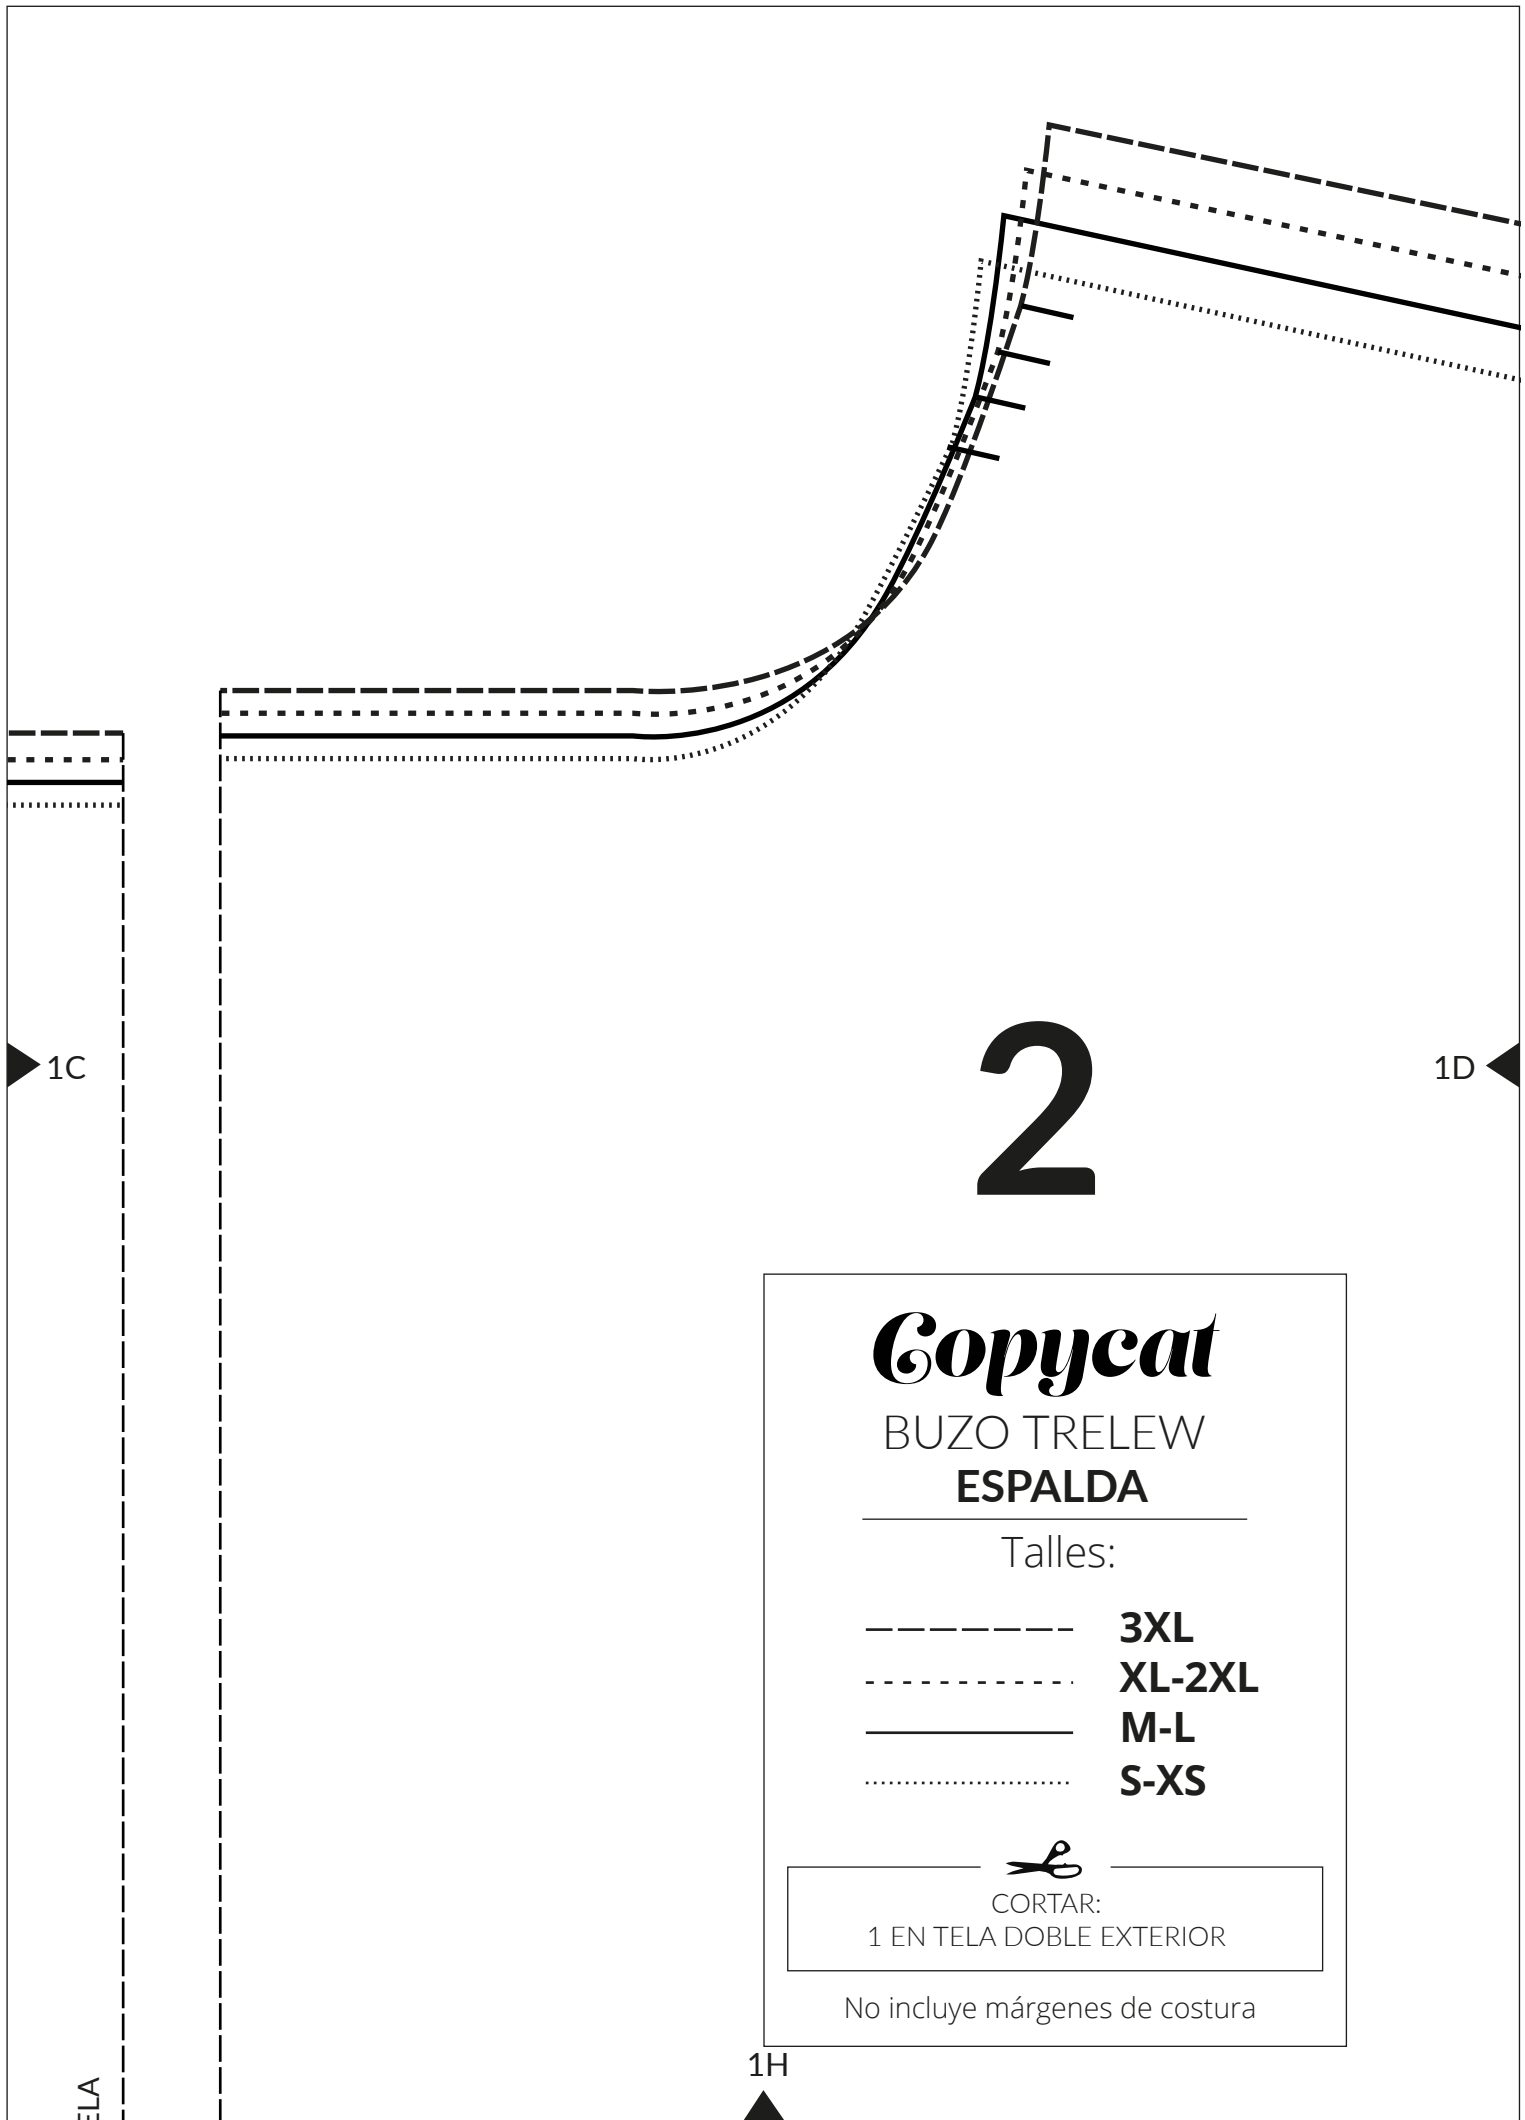 1C
2
1D
Copycat
BUZO TRELEW
ESPALDA
Talles:
3XL
XL-2XL
M-L
S-XS
CORTAR:
1 EN TELA DOBLE EXTERIOR
No incluye márgenes de costura
1H
ELA